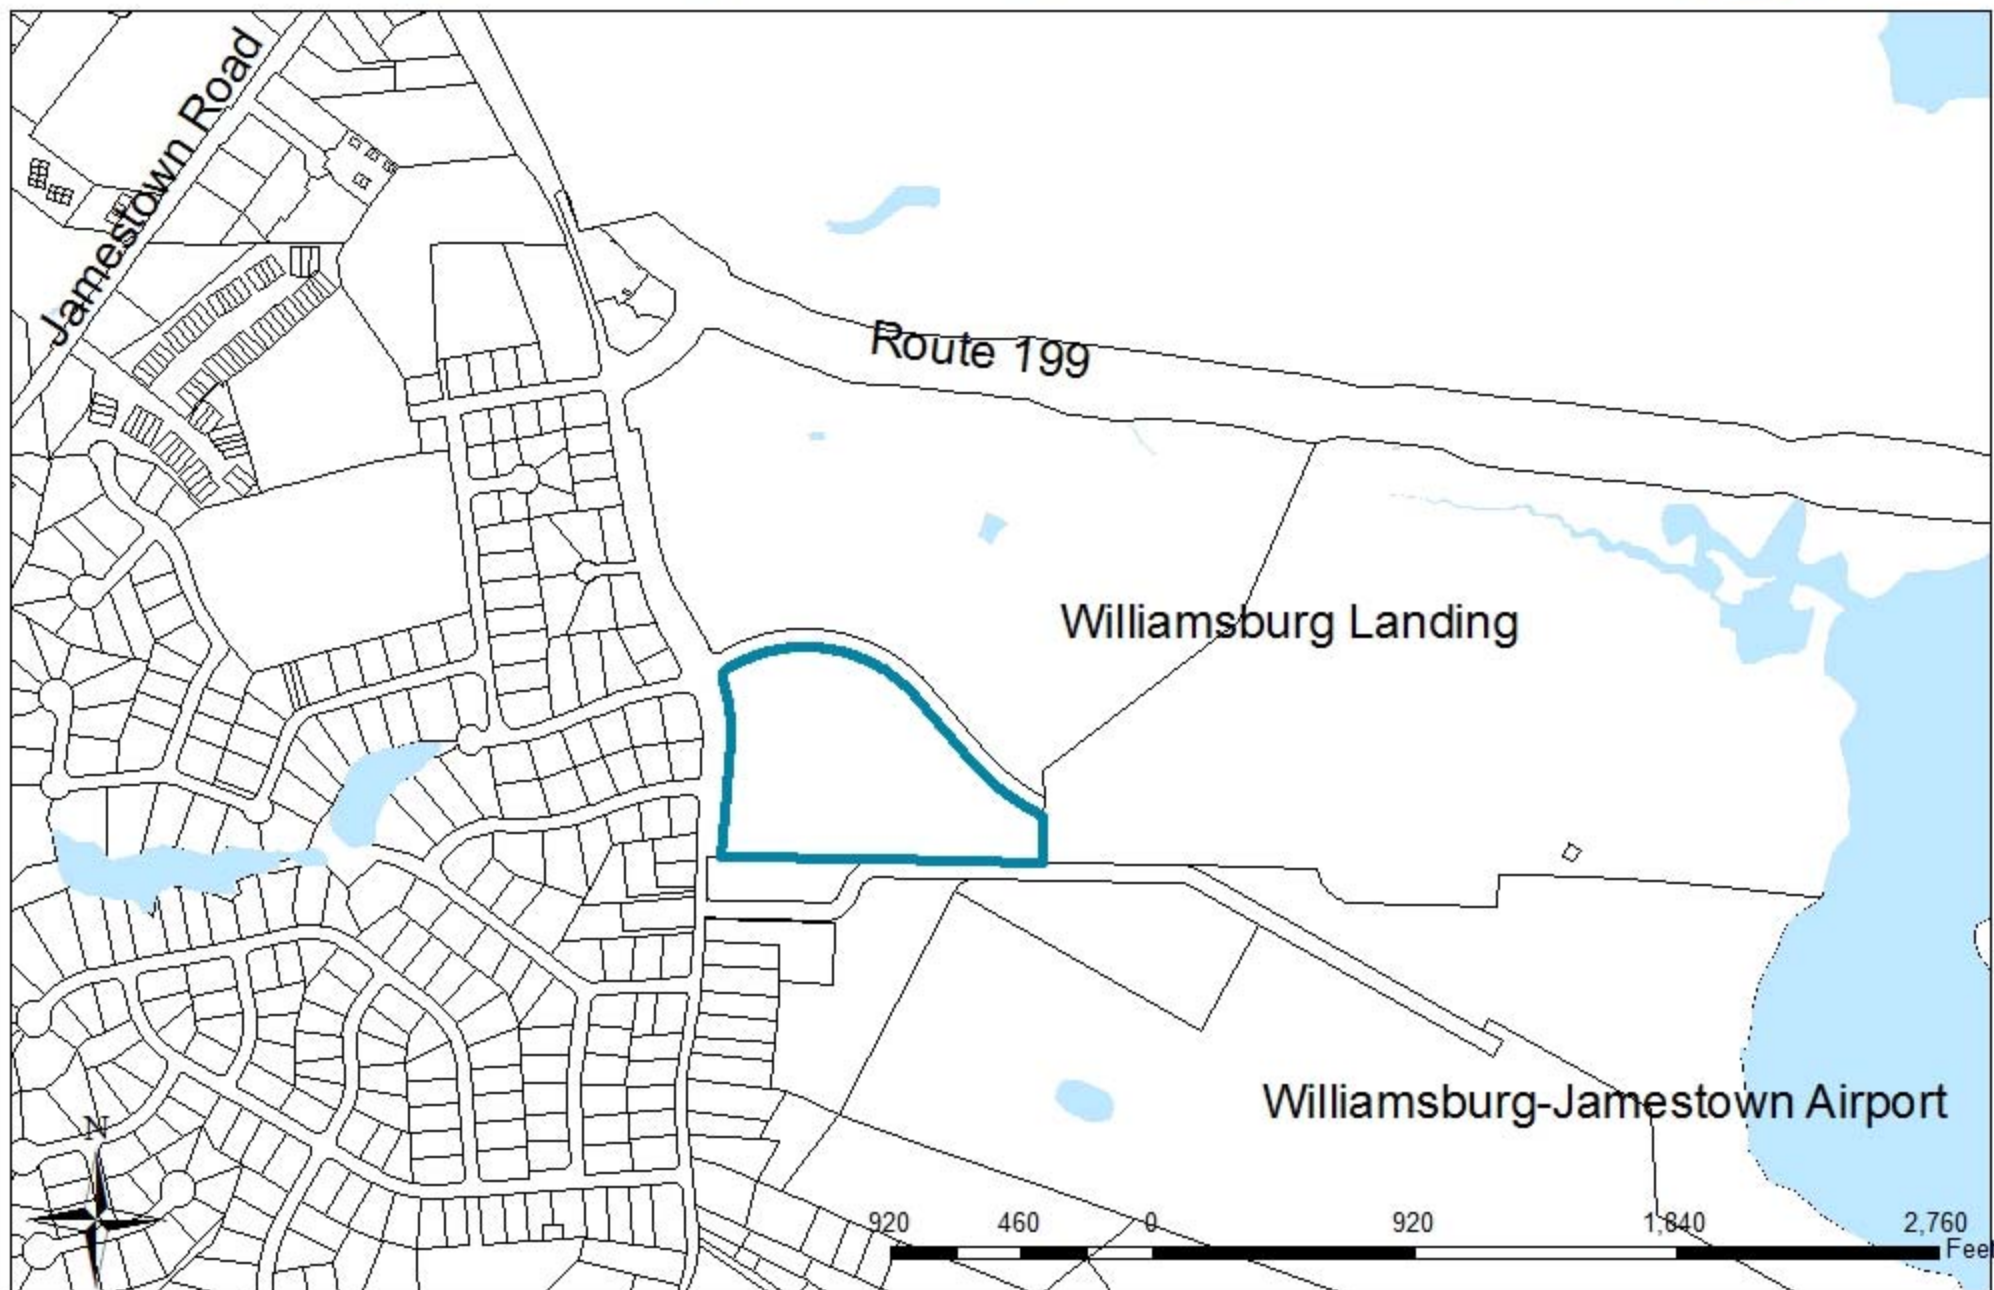 Jamestown Road
Route 199
Williamsburg Landing
Williamsburg-Jamestown Airport
N
920 460 0 920 1,840 2,760
Feet